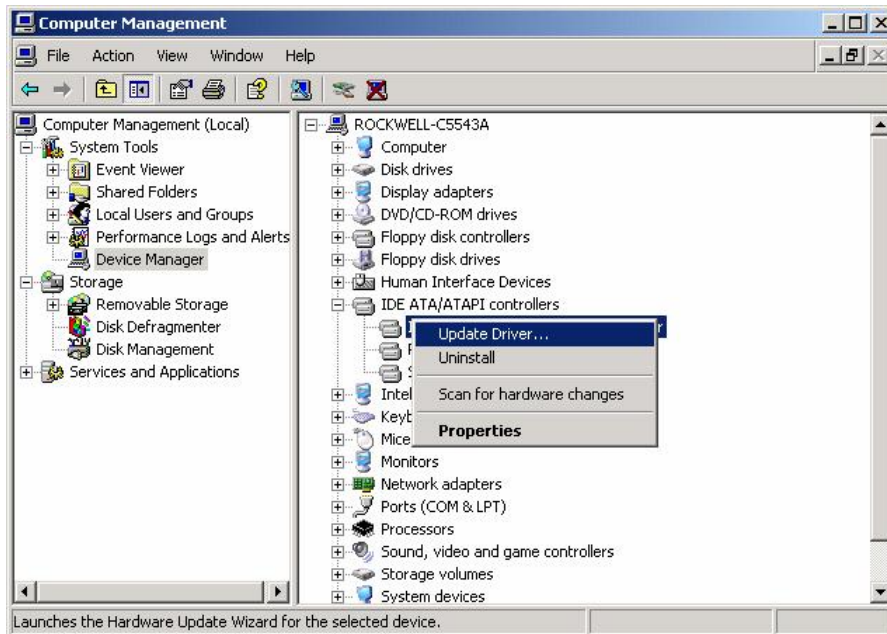 Computer Management
File Action View Window Help
Computer Management (Local)
System Tools
Event Viewer
Shared Folders
Local Users and Groups
Performance Logs and Alerts
Device Manager
Storage
Removable Storage
Disk Defragmenter
Disk Management
Services and Applications
ROCKWELL-C5543A
Computer
Disk drives
Display adapters
DVD/CD-ROM drives
Floppy disk controllers
Floppy disk drives
Human Interface Devices
IDE ATA/ATAPI controllers
Update Driver...
Uninstall
Scan for hardware changes
Properties
Intel
Mice
Monitors
Network adapters
Ports (COM & LPT)
Processors
Sound, video and game controllers
Storage volumes
System devices
Launches the Hardware Update Wizard for the selected device.